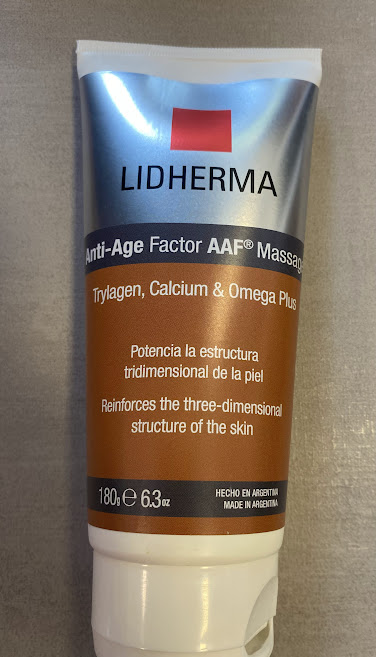 LIDHERMA
Anti-Age Factor AAF® Massage
Trylagen, Calcium & Omega Plus
Potencia la estructura
tridimensional de la piel
Reinforces the three-dimensional
structure of the skin
180g ℮ 6.3oz
HECHO EN ARGENTINA
MADE IN ARGENTINA